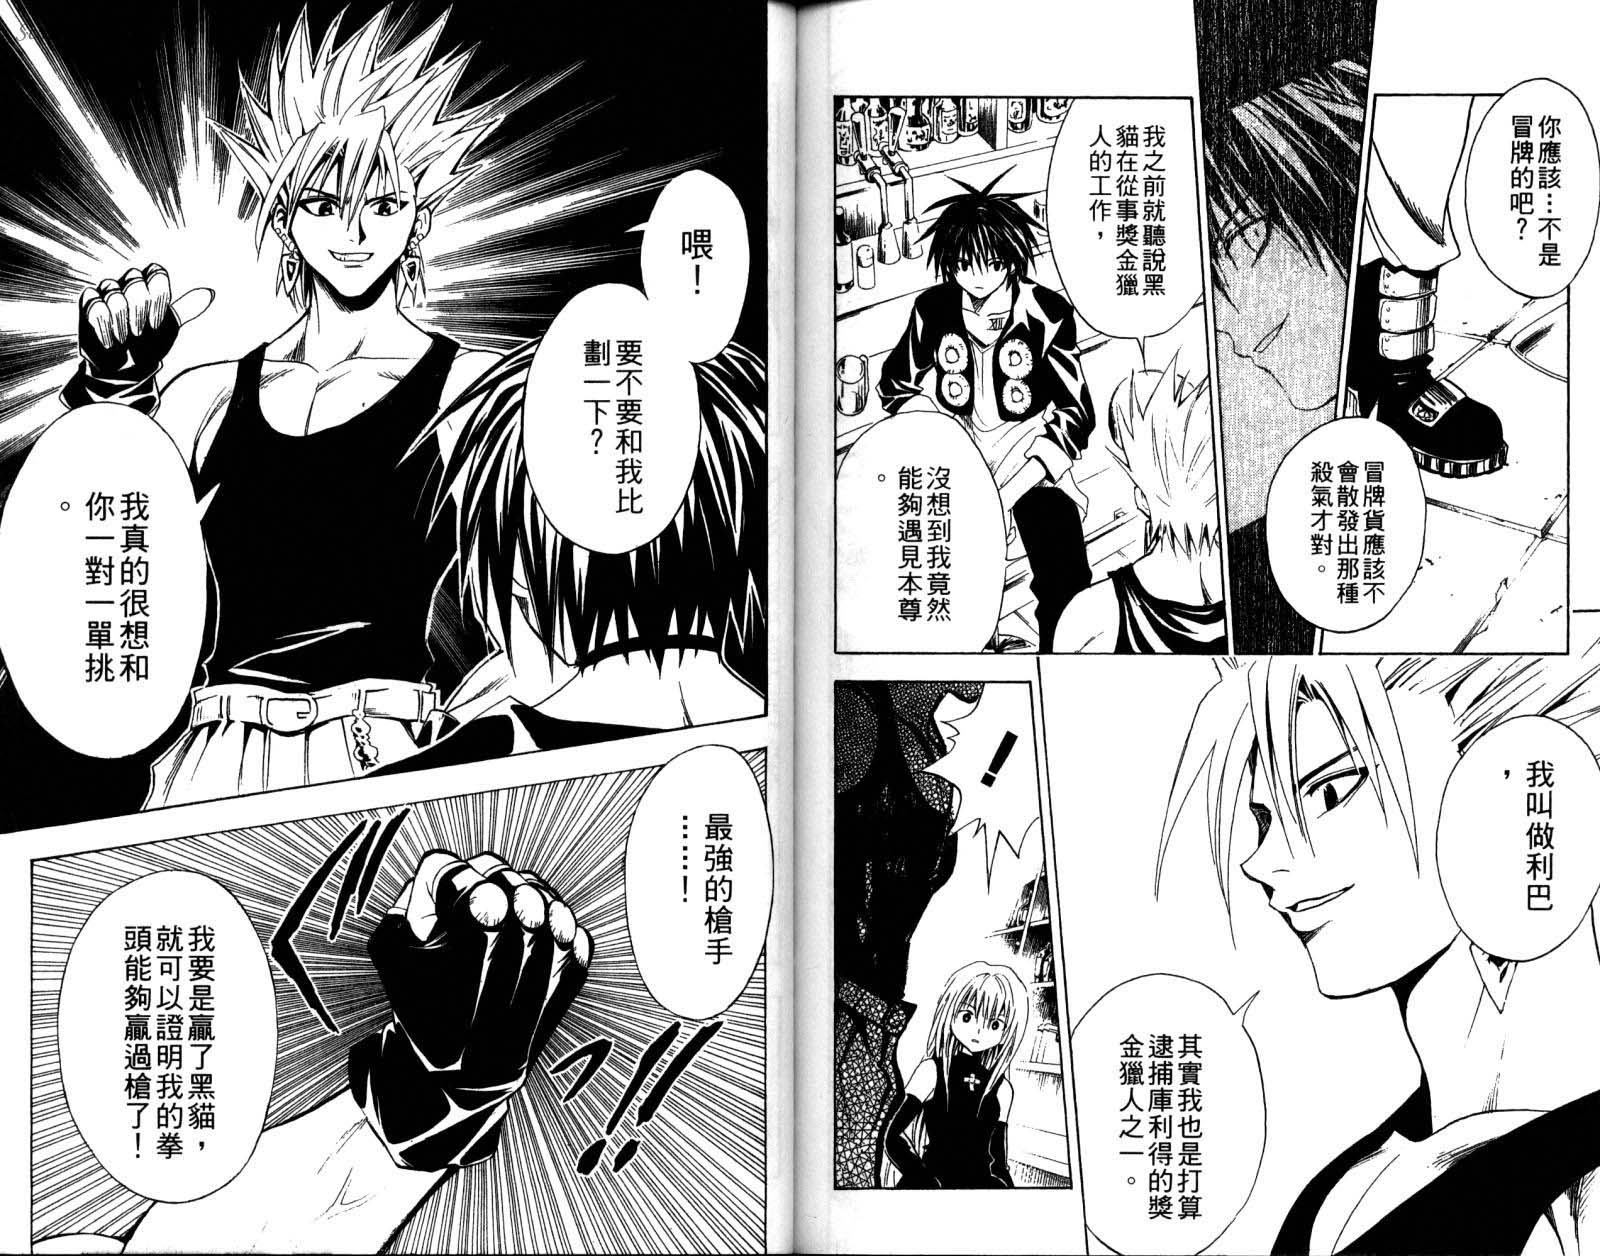 你應該…不是
冒牌的吧？
冒牌貨應該不
會散發出那種
殺氣才對。
我之前就聽說黑
貓在從事獎金獵
人的工作，
XIII
沒想到我竟然
能夠遇見本尊
。
我叫做利巴
，
其實我也是打算
逮捕庫利得的獎
金獵人之一。
！
喂！
要不要和我比
劃一下？
我真的很想和
你一對一單挑
。
最強的槍手
……！
我要是贏了黑貓，
就可以證明我的拳
頭能夠贏過槍了！